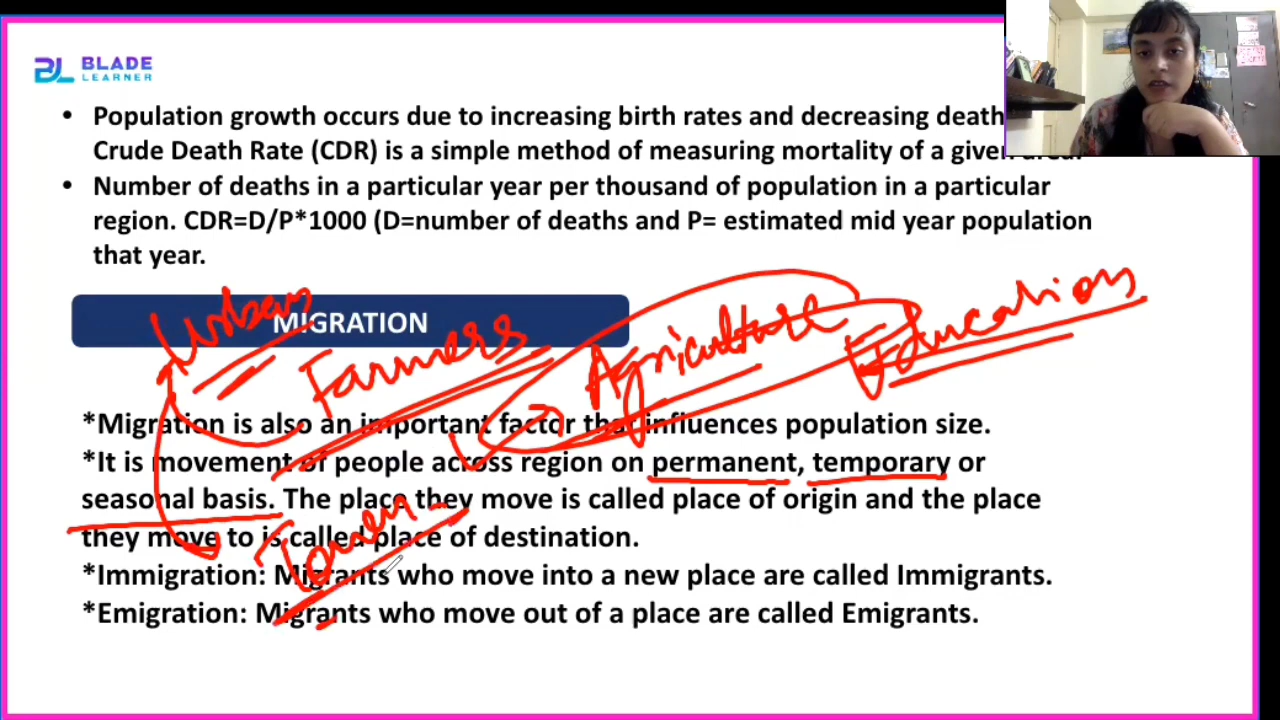 BLADE
LEARNER
• Population growth occurs due to increasing birth rates and decreasing death
Crude Death Rate (CDR) is a simple method of measuring mortality of a given area.
• Number of deaths in a particular year per thousand of population in a particular
region. CDR=D/P*1000 (D=number of deaths and P= estimated mid year population
that year.
Urban
MIGRATION
Farmers
Agriculture
Education
*Migration is also an important factor that influences population size.
*It is movement of people across region on permanent, temporary or
seasonal basis. The place they move is called place of origin and the place
they move to is called place of destination.
*Immigration: Migrants who move into a new place are called Immigrants.
*Emigration: Migrants who move out of a place are called Emigrants.